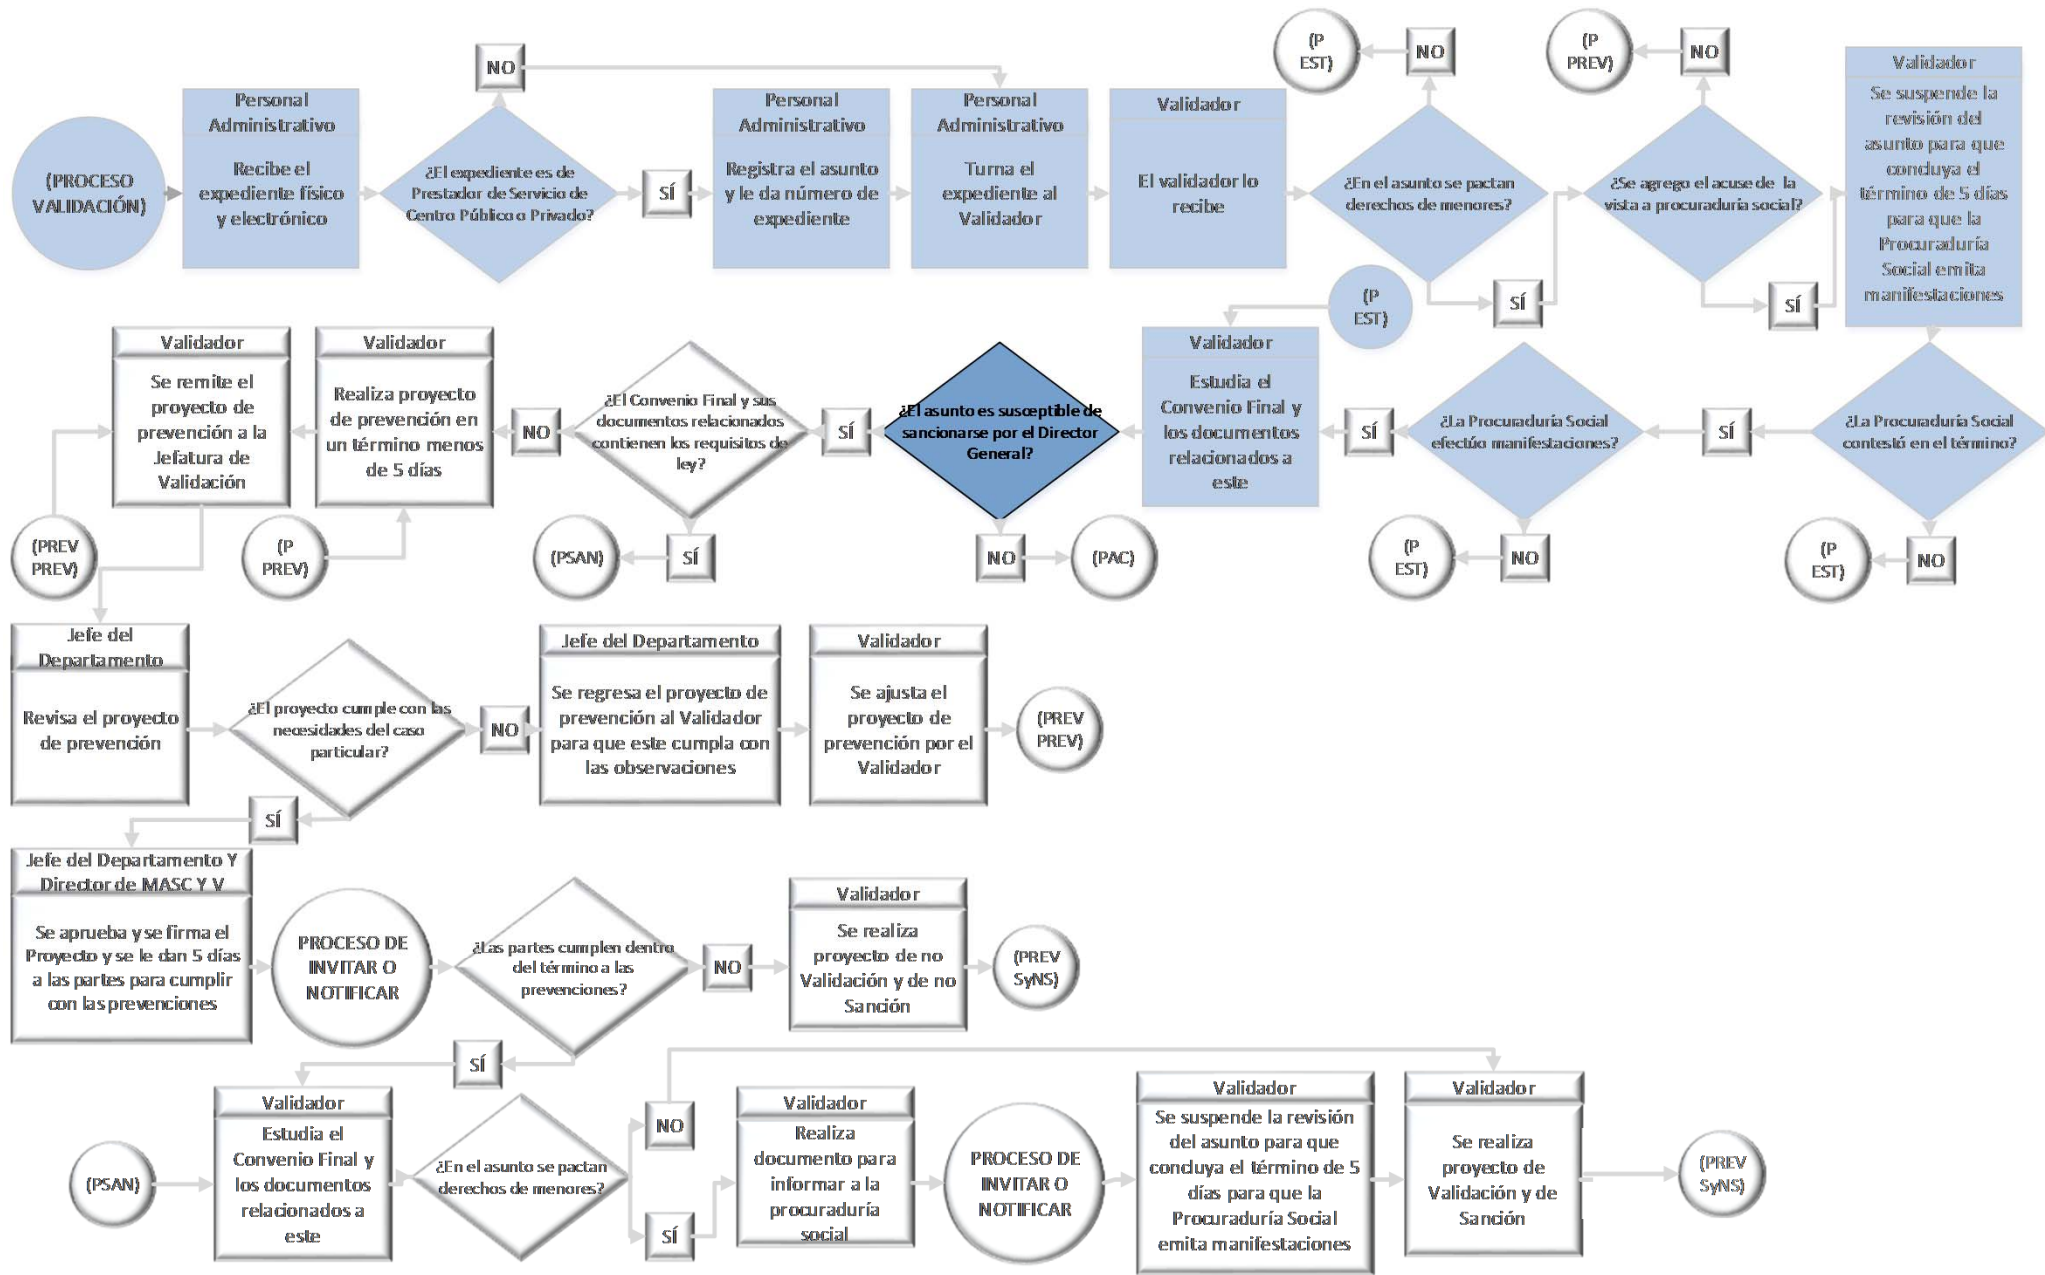 (PROCESO
VALIDACIÓN)
Personal
Administrativo
Recibe el
expediente físico
y electrónico
NO
¿El expediente es de
Prestador de Servicio de
Centro Público o Privado?
SÍ
Personal
Administrativo
Registra el asunto
y le da número de
expediente
Personal
Administrativo
Turna el
expediente al
Validador
Validador
El validador lo
recibe
(P
EST)
NO
¿En el asunto se pactan
derechos de menores?
SÍ
(P
PREV)
NO
¿Se agrego el acuse de la
vista a procuraduría social?
SÍ
Validador
Se suspende la
revisión del
asunto para que
concluya el
término de 5 días
para que la
Procuraduría
Social emita
manifestaciones
Validador
Se remite el
proyecto de
prevención a la
Jefatura de
Validación
Validador
Realiza proyecto
de prevención en
un término menos
de 5 días
NO
¿El Convenio Final y sus
documentos relacionados
contienen los requisitos de
ley?
SÍ
¿El asunto es susceptible de
sancionarse por el Director
General?
Validador
Estudia el
Convenio Final y
los documentos
relacionados a
este
(P
EST)
SÍ
¿La Procuraduría Social
efectúo manifestaciones?
SÍ
¿La Procuraduría Social
contestó en el término?
(PREV
PREV)
(P
PREV)
(PSAN)
SÍ
NO
(PAC)
(P
EST)
NO
(P
EST)
NO
Jefe del
Departamento
Revisa el proyecto
de prevención
¿El proyecto cumple con las
necesidades del caso
particular?
NO
Jefe del Departamento
Se regresa el proyecto de
prevención al Validador
para que este cumpla con
las observaciones
Validador
Se ajusta el
proyecto de
prevención por el
Validador
(PREV
PREV)
SÍ
Jefe del Departamento Y
Director de MASC Y V
Se aprueba y se firma el
Proyecto y se le dan 5 días
a las partes para cumplir
con las prevenciones
PROCESO DE
INVITAR O
NOTIFICAR
¿Las partes cumplen dentro
del término a las
prevenciones?
NO
Validador
Se realiza
proyecto de no
Validación y de no
Sanción
(PREV
SyNS)
SÍ
(PSAN)
Validador
Estudia el
Convenio Final y
los documentos
relacionados a
este
¿En el asunto se pactan
derechos de menores?
NO
SÍ
Validador
Realiza
documento para
informar a la
procuraduría
social
PROCESO DE
INVITAR O
NOTIFICAR
Validador
Se suspende la revisión
del asunto para que
concluya el término de 5
días para que la
Procuraduría Social
emita manifestaciones
Validador
Se realiza
proyecto de
Validación y de
Sanción
(PREV
SyNS)